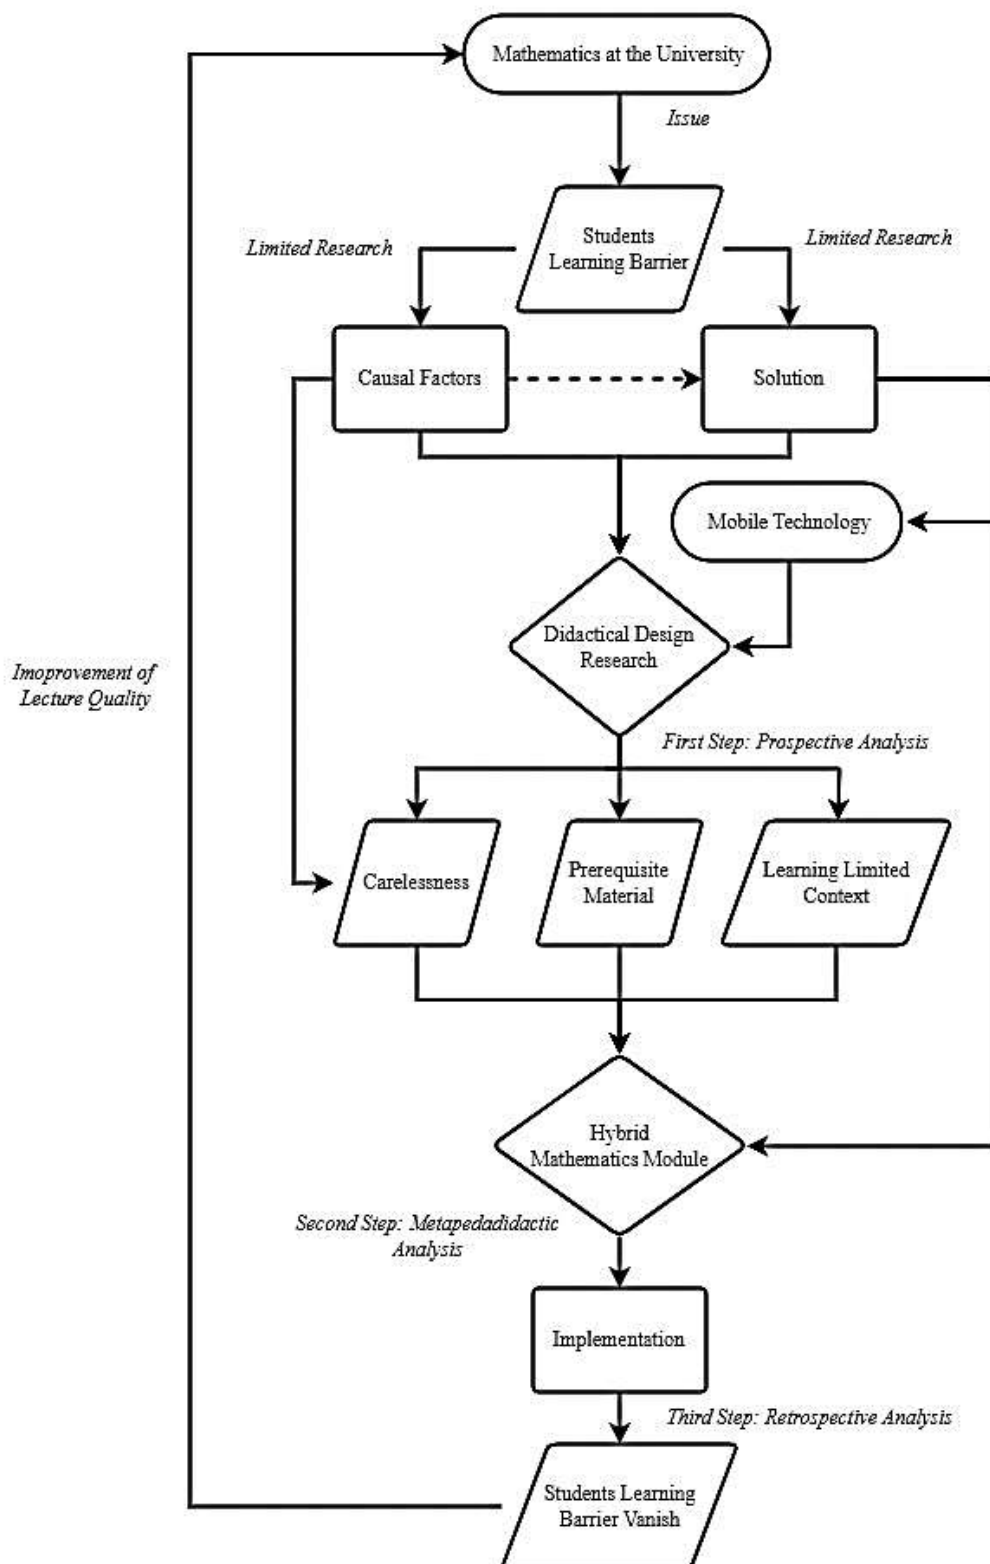 Mathematics at the University
Issue
Students
Learning Barrier
Limited Research
Limited Research
Causal Factors
Solution
Mobile Technology
Didactical Design
Research
Imoprovement of
Lecture Quality
First Step: Prospective Analysis
Carelessness
Prerequisite
Material
Learning Limited
Context
Hybrid
Mathematics Module
Second Step: Metapedadidactic
Analysis
Implementation
Third Step: Retrospective Analysis
Students Learning
Barrier Vanish